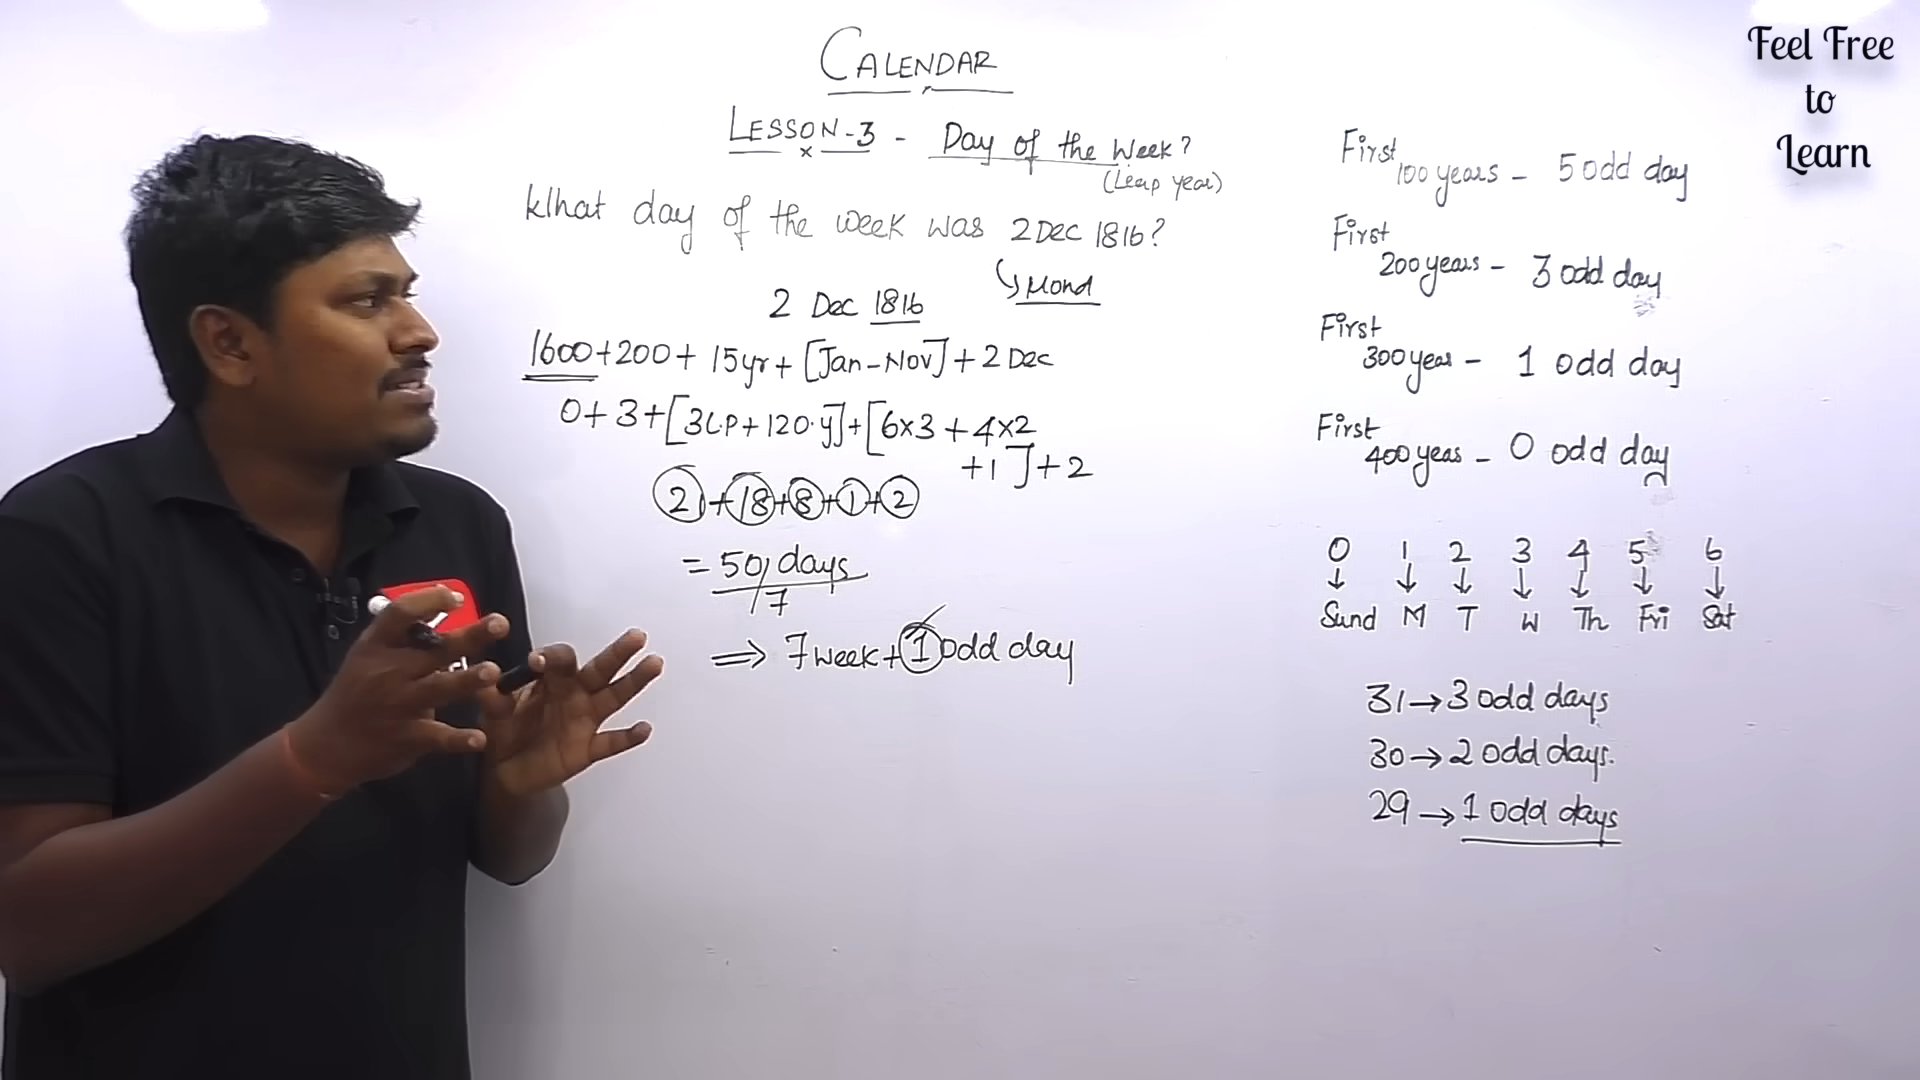 CALENDAR
LESSON-3 - Day of the Week?
(Leap year)
What day of the week was 2 Dec 1816?
Mond
2 Dec 1816
1600+200+ 15yr+ [Jan-Nov] + 2 Dec
0+ 3+[3L.P+12O.y]+[6x3 + 4x2
+1]+2
2+18+8+1+2
= 50, days
/7
⇒ 7 week+1 odd day
Feel Free
to
Learn
First
100 years - 5 odd day
First
200 years - 3 odd day
First
300 year - 1 odd day
First
400 yeas - 0 odd day
0 1 2 3 4 5 6
↓ ↓ ↓ ↓ ↓ ↓ ↓
Sund M T W Th Fri Sat
31→3 odd days
30→2 odd days.
29→1 odd days